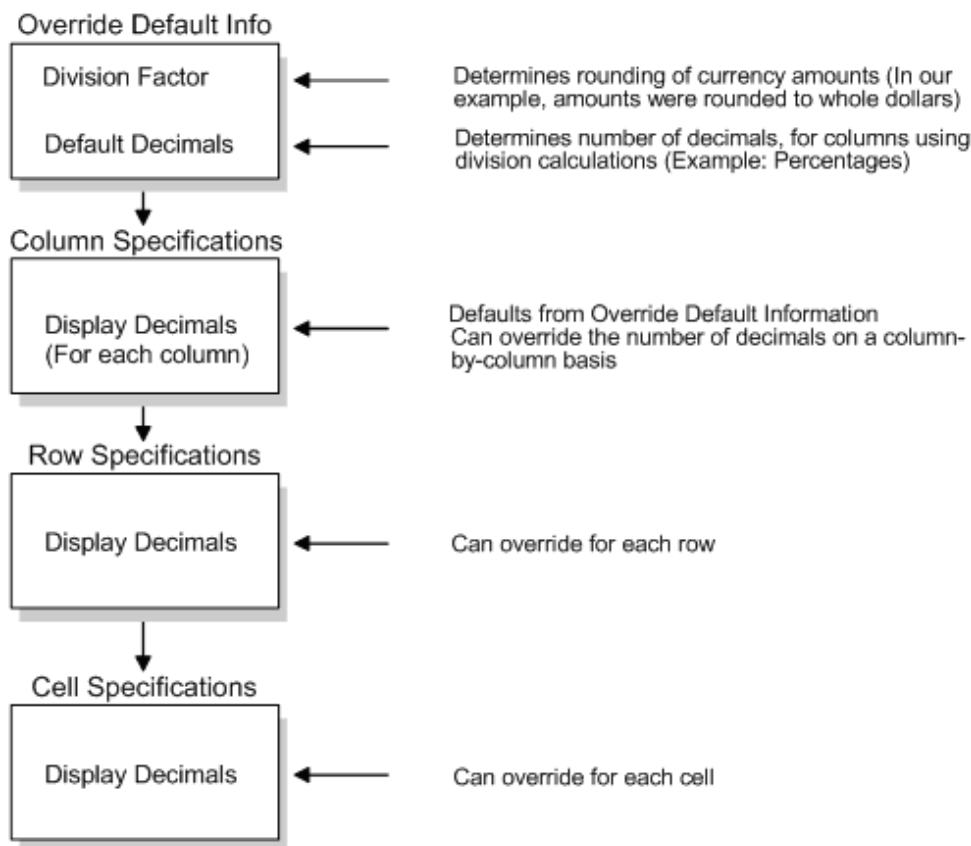 Override Default Info
Division Factor
Determines rounding of currency amounts (In our
example, amounts were rounded to whole dollars)
Default Decimals
Determines number of decimals, for columns using
division calculations (Example: Percentages)
Column Specifications
Display Decimals
(For each column)
Defaults from Override Default Information
Can override the number of decimals on a column-
by-column basis
Row Specifications
Display Decimals
Can override for each row
Cell Specifications
Display Decimals
Can override for each cell